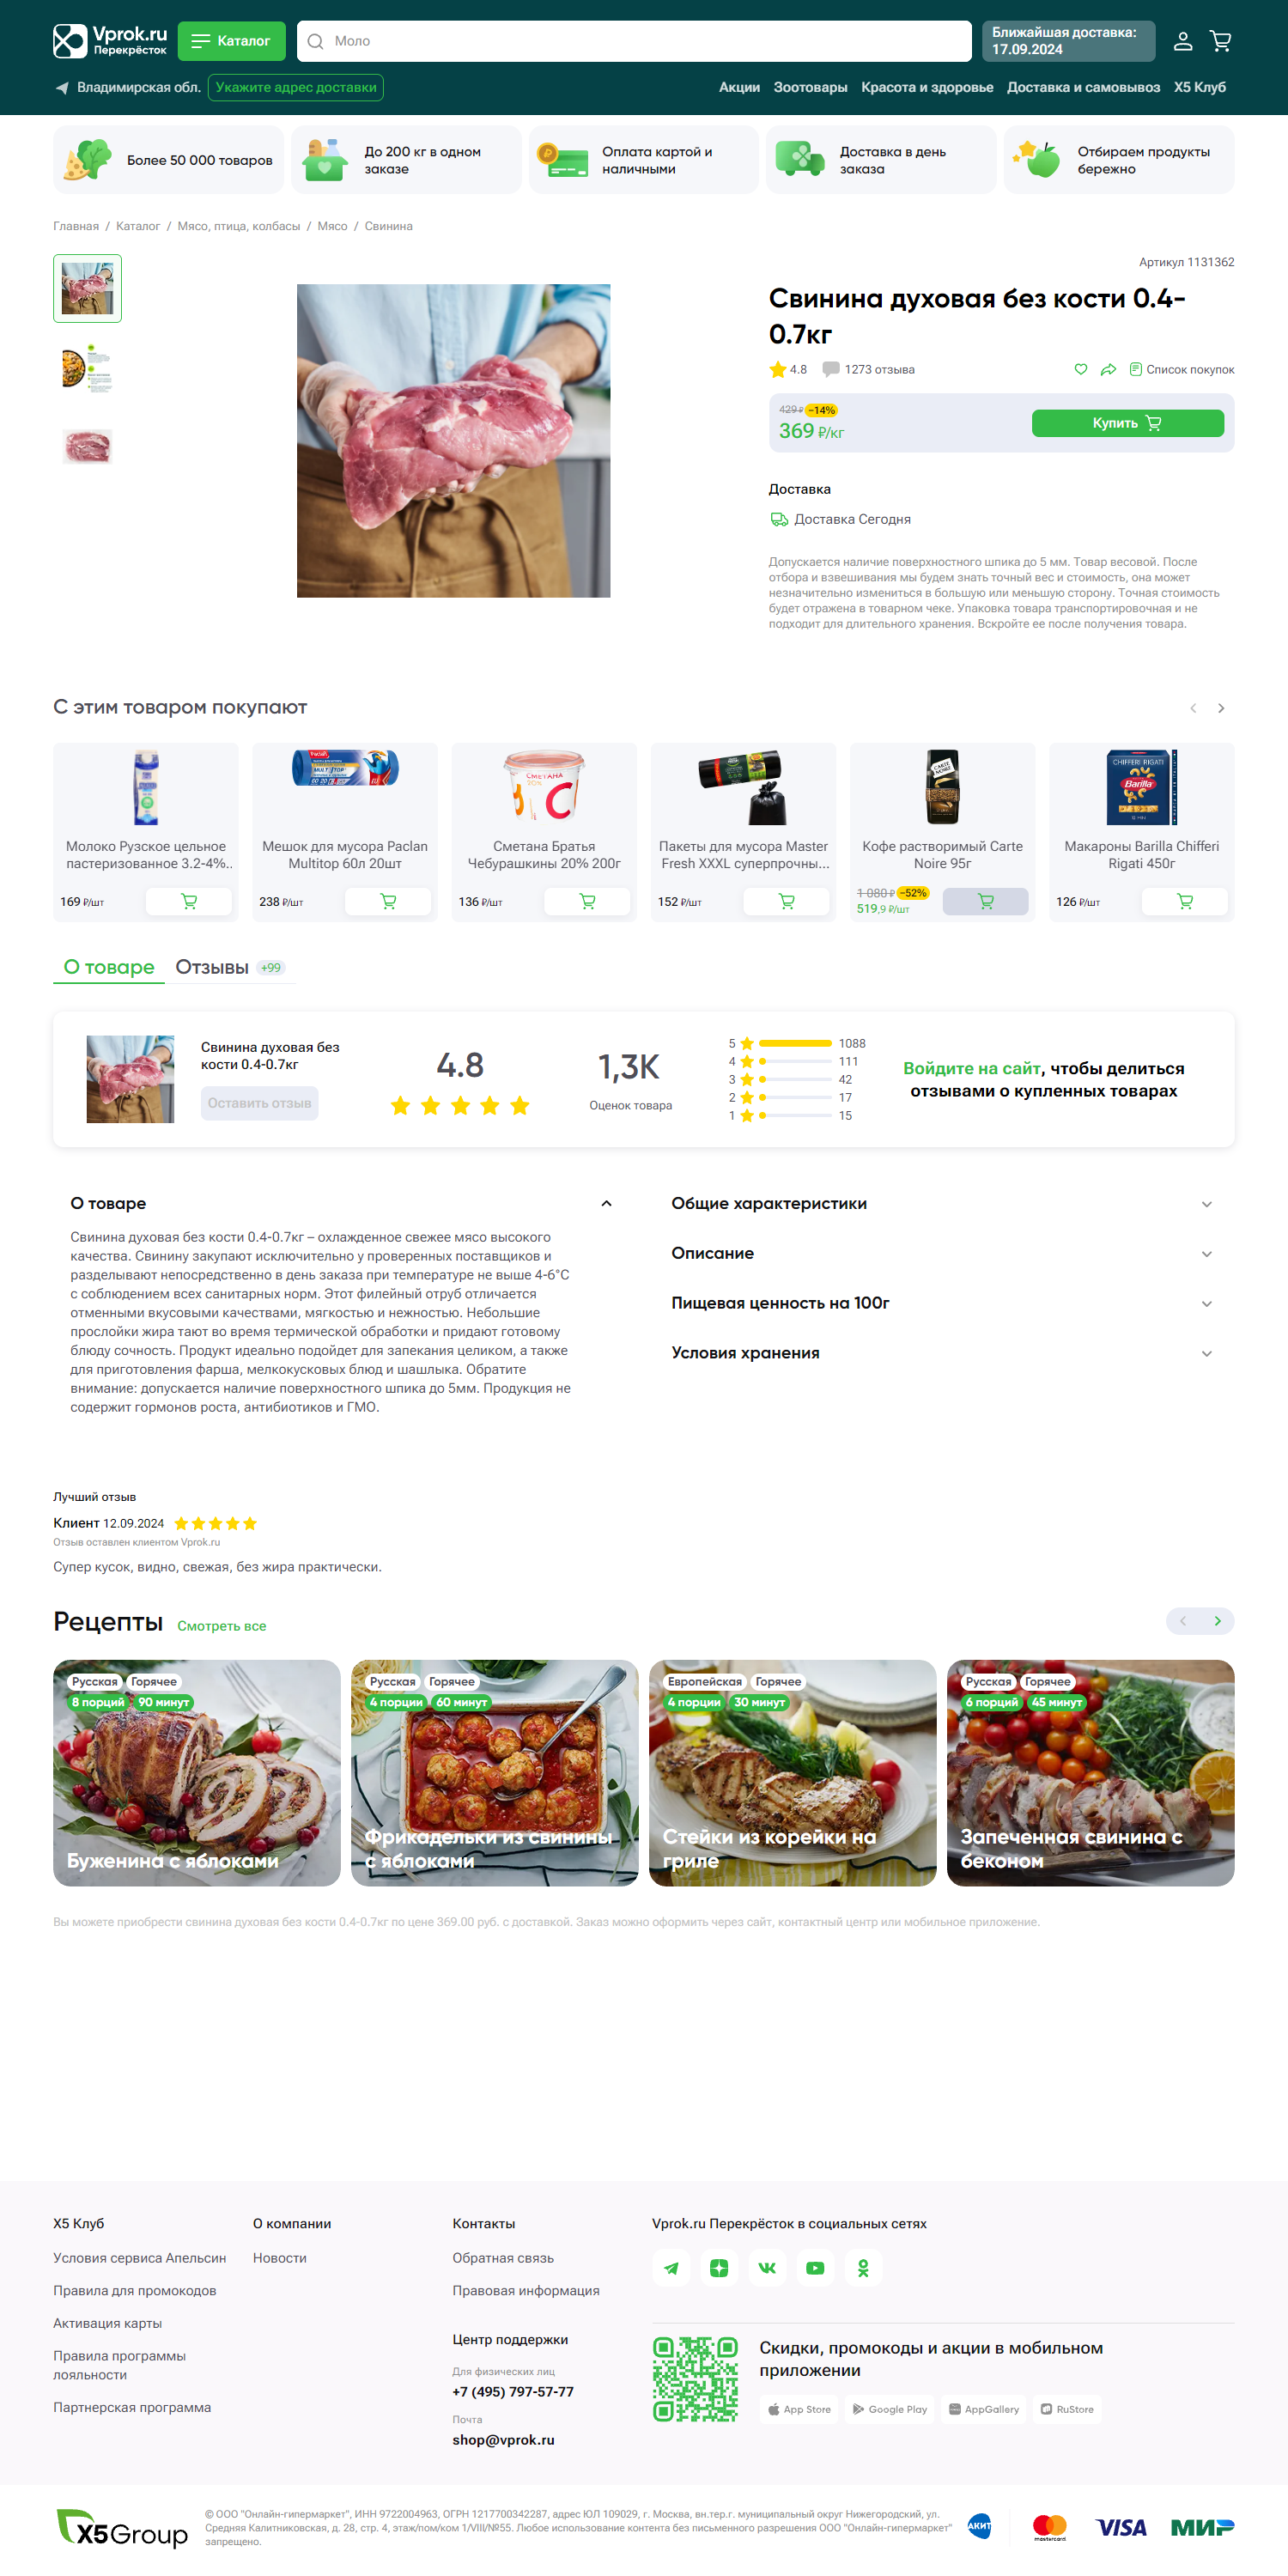 Vprok.ru
Перекрёсток
Каталог
Моло
Ближайшая доставка:
17.09.2024
Владимирская обл.
Укажите адрес доставки
Акции
Зоотовары
Красота и здоровье
Доставка и самовывоз
X5 Клуб
Более 50 000 товаров
До 200 кг в одном
заказе
Оплата картой и
наличными
Доставка в день
заказа
Отбираем продукты
бережно
Главная / Каталог / Мясо, птица, колбасы / Мясо / Свинина
Артикул 1131362
Свинина духовая без кости 0.4-
0.7кг
4.8
1273 отзыва
Список покупок
429 ₽
−14%
369 ₽/кг
Купить
Доставка
Доставка Сегодня
Допускается наличие поверхностного шпика до 5 мм. Товар весовой. После
отбора и взвешивания мы будем знать точный вес и стоимость, она может
незначительно измениться в большую или меньшую сторону. Точная стоимость
будет отражена в товарном чеке. Упаковка товара транспортировочная и не
подходит для длительного хранения. Вскройте ее после получения товара.
С этим товаром покупают
Paclan
MULTITOP
СМЕТАНА
20%
CARTE NOIRE
CHIFFERI RIGATI
Barilla
Молоко Рузское цельное
пастеризованное 3.2-4%..
169 ₽/шт
Мешок для мусора Paclan
Multitop 60л 20шт
238 ₽/шт
Сметана Братья
Чебурашкины 20% 200г
136 ₽/шт
Пакеты для мусора Master
Fresh XXXL суперпрочны...
152 ₽/шт
Кофе растворимый Carte
Noire 95г
1 080 ₽
−52%
519,9 ₽/шт
Макароны Barilla Chifferi
Rigati 450г
126 ₽/шт
О товаре
Отзывы
+99
Свинина духовая без
кости 0.4-0.7кг
Оставить отзыв
4.8
1,3K
Оценок товара
5 1088
4 111
3 42
2 17
1 15
Войдите на сайт, чтобы делиться
отзывами о купленных товарах
О товаре
Свинина духовая без кости 0.4-0.7кг – охлажденное свежее мясо высокого
качества. Свинину закупают исключительно у проверенных поставщиков и
разделывают непосредственно в день заказа при температуре не выше 4-6°C
с соблюдением всех санитарных норм. Этот филейный отруб отличается
отменными вкусовыми качествами, мягкостью и нежностью. Небольшие
прослойки жира тают во время термической обработки и придают готовому
блюду сочность. Продукт идеально подойдет для запекания целиком, а также
для приготовления фарша, мелкокусковых блюд и шашлыка. Обратите
внимание: допускается наличие поверхностного шпика до 5мм. Продукция не
содержит гормонов роста, антибиотиков и ГМО.
Общие характеристики
Описание
Пищевая ценность на 100г
Условия хранения
Лучший отзыв
Клиент 12.09.2024
Отзыв оставлен клиентом Vprok.ru
Супер кусок, видно, свежая, без жира практически.
Рецепты
Смотреть все
Русская Горячее
8 порций 90 минут
Буженина с яблоками
Русская Горячее
4 порции 60 минут
Фрикадельки из свинины
с яблоками
Европейская Горячее
4 порции 30 минут
Стейки из корейки на
гриле
Русская Горячее
6 порций 45 минут
Запеченная свинина с
беконом
Вы можете приобрести свинина духовая без кости 0.4-0.7кг по цене 369.00 руб. с доставкой. Заказ можно оформить через сайт, контактный центр или мобильное приложение.
X5 Клуб
Условия сервиса Апельсин
Правила для промокодов
Активация карты
Правила программы
лояльности
Партнерская программа
О компании
Новости
Контакты
Обратная связь
Правовая информация
Центр поддержки
Для физических лиц
+7 (495) 797-57-77
Почта
shop@vprok.ru
Vprok.ru Перекрёсток в социальных сетях
Скидки, промокоды и акции в мобильном
приложении
App Store
Google Play
AppGallery
RuStore
X5Group
© ООО "Онлайн-гипермаркет", ИНН 9722004963, ОГРН 1217700342287, адрес ЮЛ 109029, г. Москва, вн.тер.г. муниципальный округ Нижегородский, ул.
Средняя Калитниковская, д. 28, стр. 4, этаж/пом/ком 1/VIII/№55. Любое использование контента без письменного разрешения ООО "Онлайн-гипермаркет"
запрещено.
АКИТ
mastercard
VISA
МИР